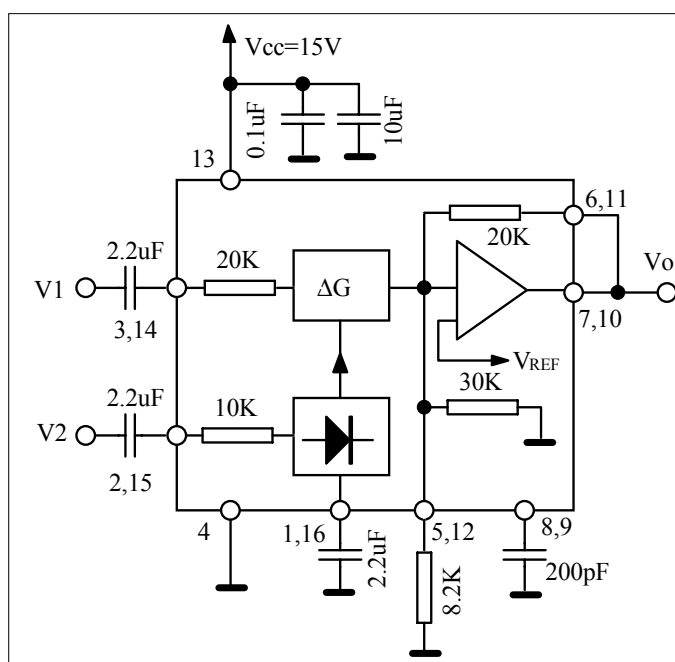 Vcc=15V
0.1uF
10uF
13
6,11
2.2uF
20K
20K
V1
ΔG
Vo
3,14
7,10
VREF
2.2uF
30K
10K
V2
2,15
4
1,16
5,12
8,9
2.2uF
8.2K
200pF